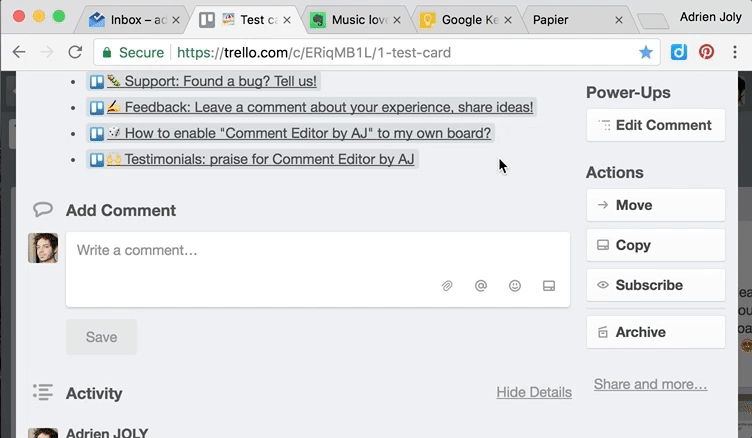 Inbox – ad
Test ca
Music love
Google Ke
Papier
Adrien Joly
Secure
https://trello.com/c/ERiqMB1L/1-test-card
Support: Found a bug? Tell us!
Feedback: Leave a comment about your experience, share ideas!
How to enable "Comment Editor by AJ" to my own board?
Testimonials: praise for Comment Editor by AJ
Add Comment
Write a comment…
@
Save
Activity
Hide Details
Adrien JOLY
Power-Ups
Edit Comment
Actions
Move
Copy
Subscribe
Archive
Share and more…